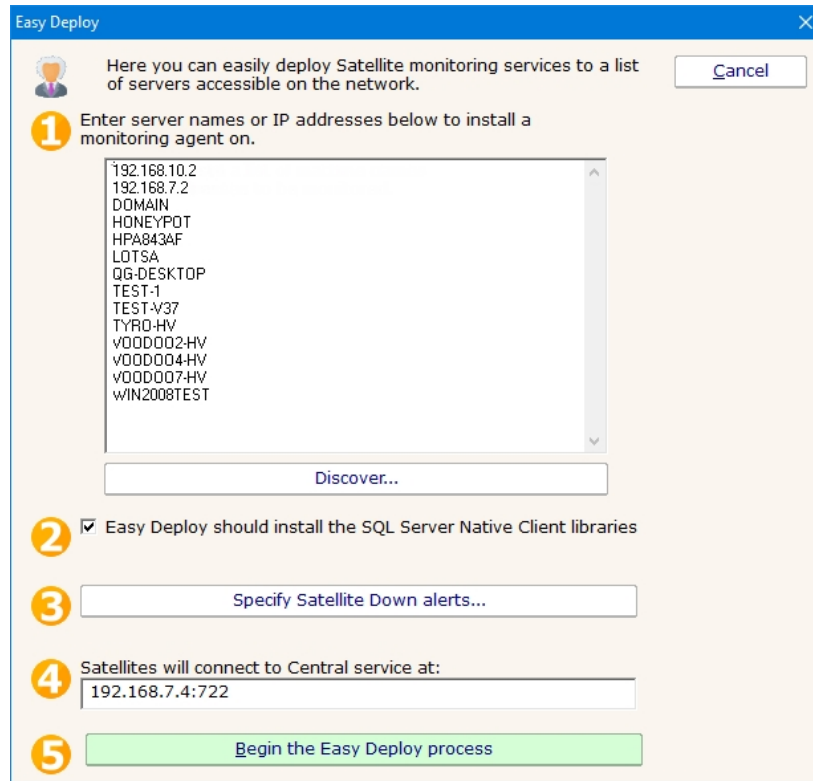 Easy Deploy
Here you can easily deploy Satellite monitoring services to a list
of servers accessible on the network.
Cancel
1
Enter server names or IP addresses below to install a
monitoring agent on.
192.168.10.2
192.168.7.2
DOMAIN
HONEYPOT
HPA843AF
LOTSA
QG-DESKTOP
TEST-1
TEST-V37
TYRO-HV
VOODOO2-HV
VOODOO4-HV
VOODOO7-HV
WIN2008TEST
Discover...
2
Easy Deploy should install the SQL Server Native Client libraries
3
Specify Satellite Down alerts...
4
Satellites will connect to Central service at:
192.168.7.4:722
5
Begin the Easy Deploy process